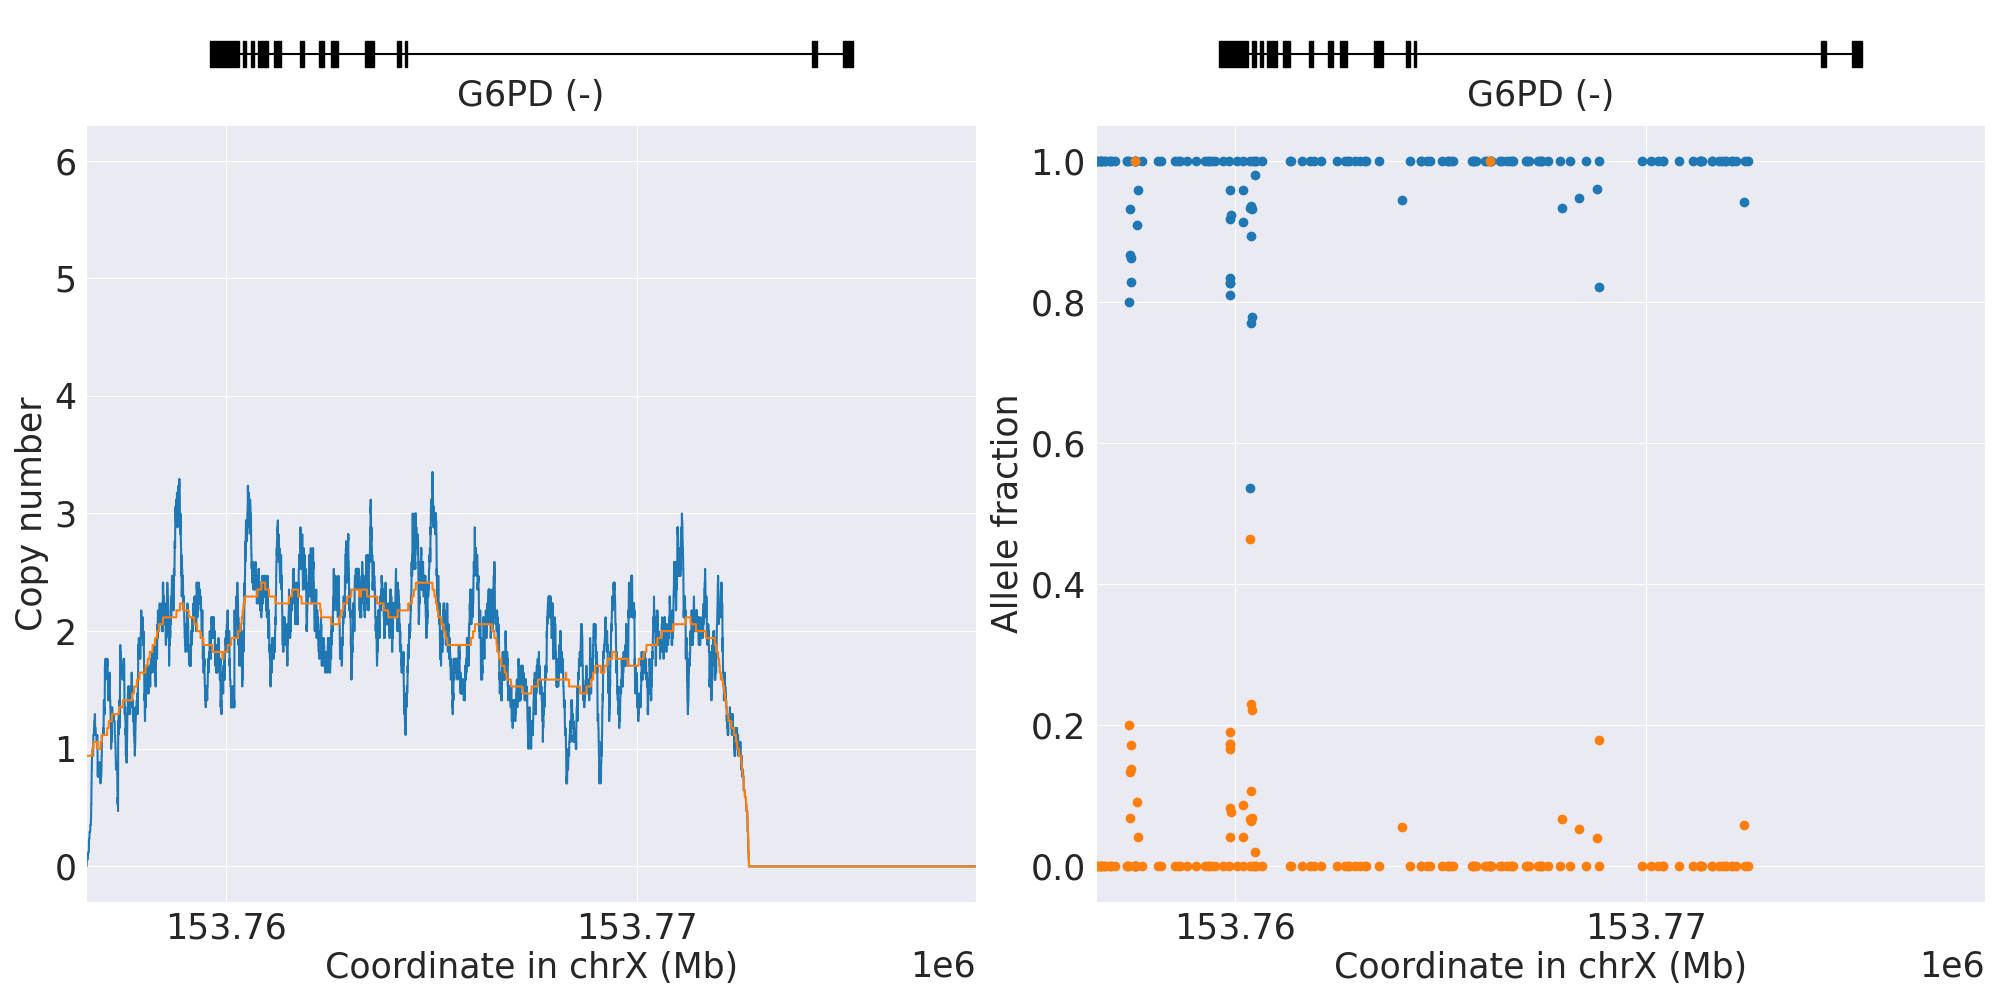 G6PD (-)
6
5
4
3
2
1
0
Copy number
153.76
153.77
Coordinate in chrX (Mb)
1e6
G6PD (-)
1.0
0.8
0.6
0.4
0.2
0.0
Allele fraction
153.76
153.77
Coordinate in chrX (Mb)
1e6